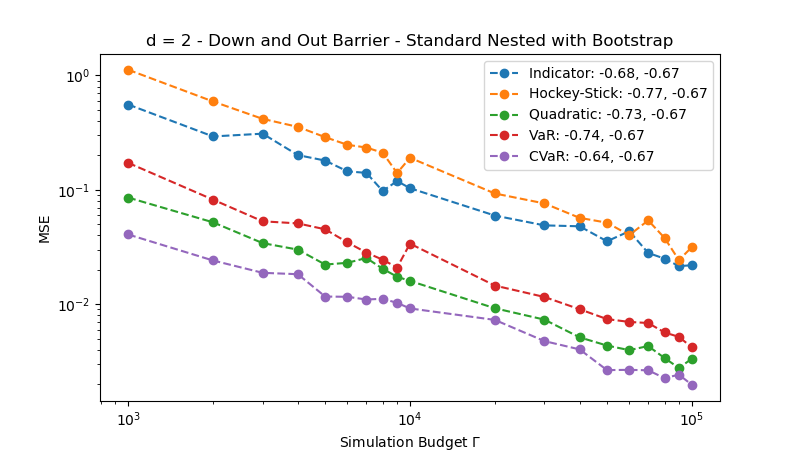 d = 2 - Down and Out Barrier - Standard Nested with Bootstrap
Indicator: -0.68, -0.67
Hockey-Stick: -0.77, -0.67
Quadratic: -0.73, -0.67
VaR: -0.74, -0.67
CVaR: -0.64, -0.67
MSE
10⁰
10⁻¹
10⁻²
10³
10⁴
10⁵
Simulation Budget Γ